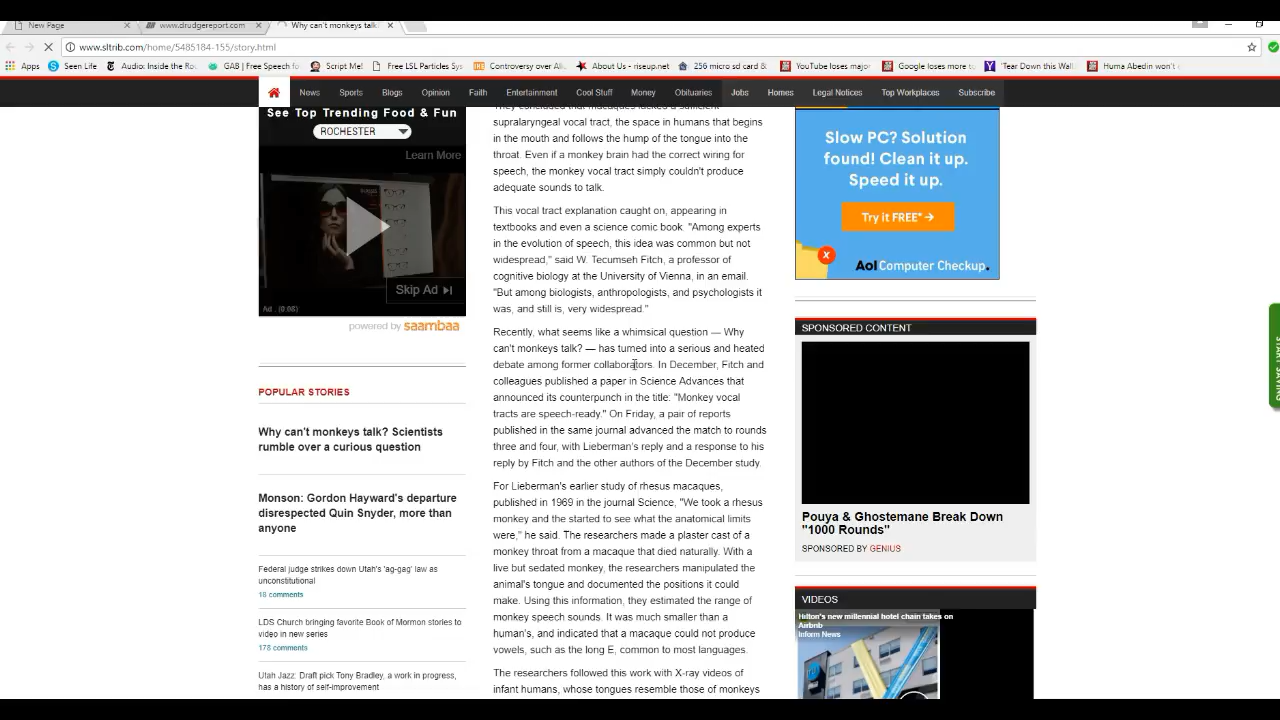 New Page
www.drudgereport.com
Why can't monkeys talk
www.sltrib.com/home/5485184-155/story.html
Apps
Seen Life
Audio: Inside the Ro
GAB | Free Speech fo
Script Me!
Free LSL Particles Sys
Controversy over Al
About Us - riseup.net
256 micro sd card &
YouTube loses major
Google loses more
'Tear Down this Wall
Huma Abedin won't
News
Sports
Blogs
Opinion
Faith
Entertainment
Cool Stuff
Money
Obituaries
Jobs
Homes
Legal Notices
Top Workplaces
Subscribe
See Top Trending Food & Fun
ROCHESTER
Learn More
Skip Ad
Ad . (0:08)
powered by saambaa
POPULAR STORIES
Why can't monkeys talk? Scientists
rumble over a curious question
Monson: Gordon Hayward's departure
disrespected Quin Snyder, more than
anyone
Federal judge strikes down Utah's 'ag-gag' law as
unconstitutional
18 comments
LDS Church bringing favorite Book of Mormon stories to
video in new series
178 comments
Utah Jazz: Draft pick Tony Bradley, a work in progress,
has a history of self-improvement
They concluded that macaques lacked a sufficient
supralaryngeal vocal tract, the space in humans that begins
in the mouth and follows the hump of the tongue into the
throat. Even if a monkey brain had the correct wiring for
speech, the monkey vocal tract simply couldn't produce
adequate sounds to talk.
This vocal tract explanation caught on, appearing in
textbooks and even a science comic book. "Among experts
in the evolution of speech, this idea was common but not
widespread," said W. Tecumseh Fitch, a professor of
cognitive biology at the University of Vienna, in an email.
"But among biologists, anthropologists, and psychologists it
was, and still is, very widespread."
Recently, what seems like a whimsical question — Why
can't monkeys talk? — has turned into a serious and heated
debate among former collaborators. In December, Fitch and
colleagues published a paper in Science Advances that
announced its counterpunch in the title: "Monkey vocal
tracts are speech-ready." On Friday, a pair of reports
published in the same journal advanced the match to rounds
three and four, with Lieberman's reply and a response to his
reply by Fitch and the other authors of the December study.
For Lieberman's earlier study of rhesus macaques,
published in 1969 in the journal Science, "We took a rhesus
monkey and the started to see what the anatomical limits
were," he said. The researchers made a plaster cast of a
monkey throat from a macaque that died naturally. With a
live but sedated monkey, the researchers manipulated the
animal's tongue and documented the positions it could
make. Using this information, they estimated the range of
monkey speech sounds. It was much smaller than a
human's, and indicated that a macaque could not produce
vowels, such as the long E, common to most languages.
The researchers followed this work with X-ray videos of
infant humans, whose tongues resemble those of monkeys
Slow PC? Solution
found! Clean it up.
Speed it up.
Try it FREE* →
x
Aol Computer Checkup.
SPONSORED CONTENT
Pouya & Ghostemane Break Down
"1000 Rounds"
SPONSORED BY GENIUS
VIDEOS
Hilton's new millennial hotel chain takes on
Airbnb
Inform News
START SAVING